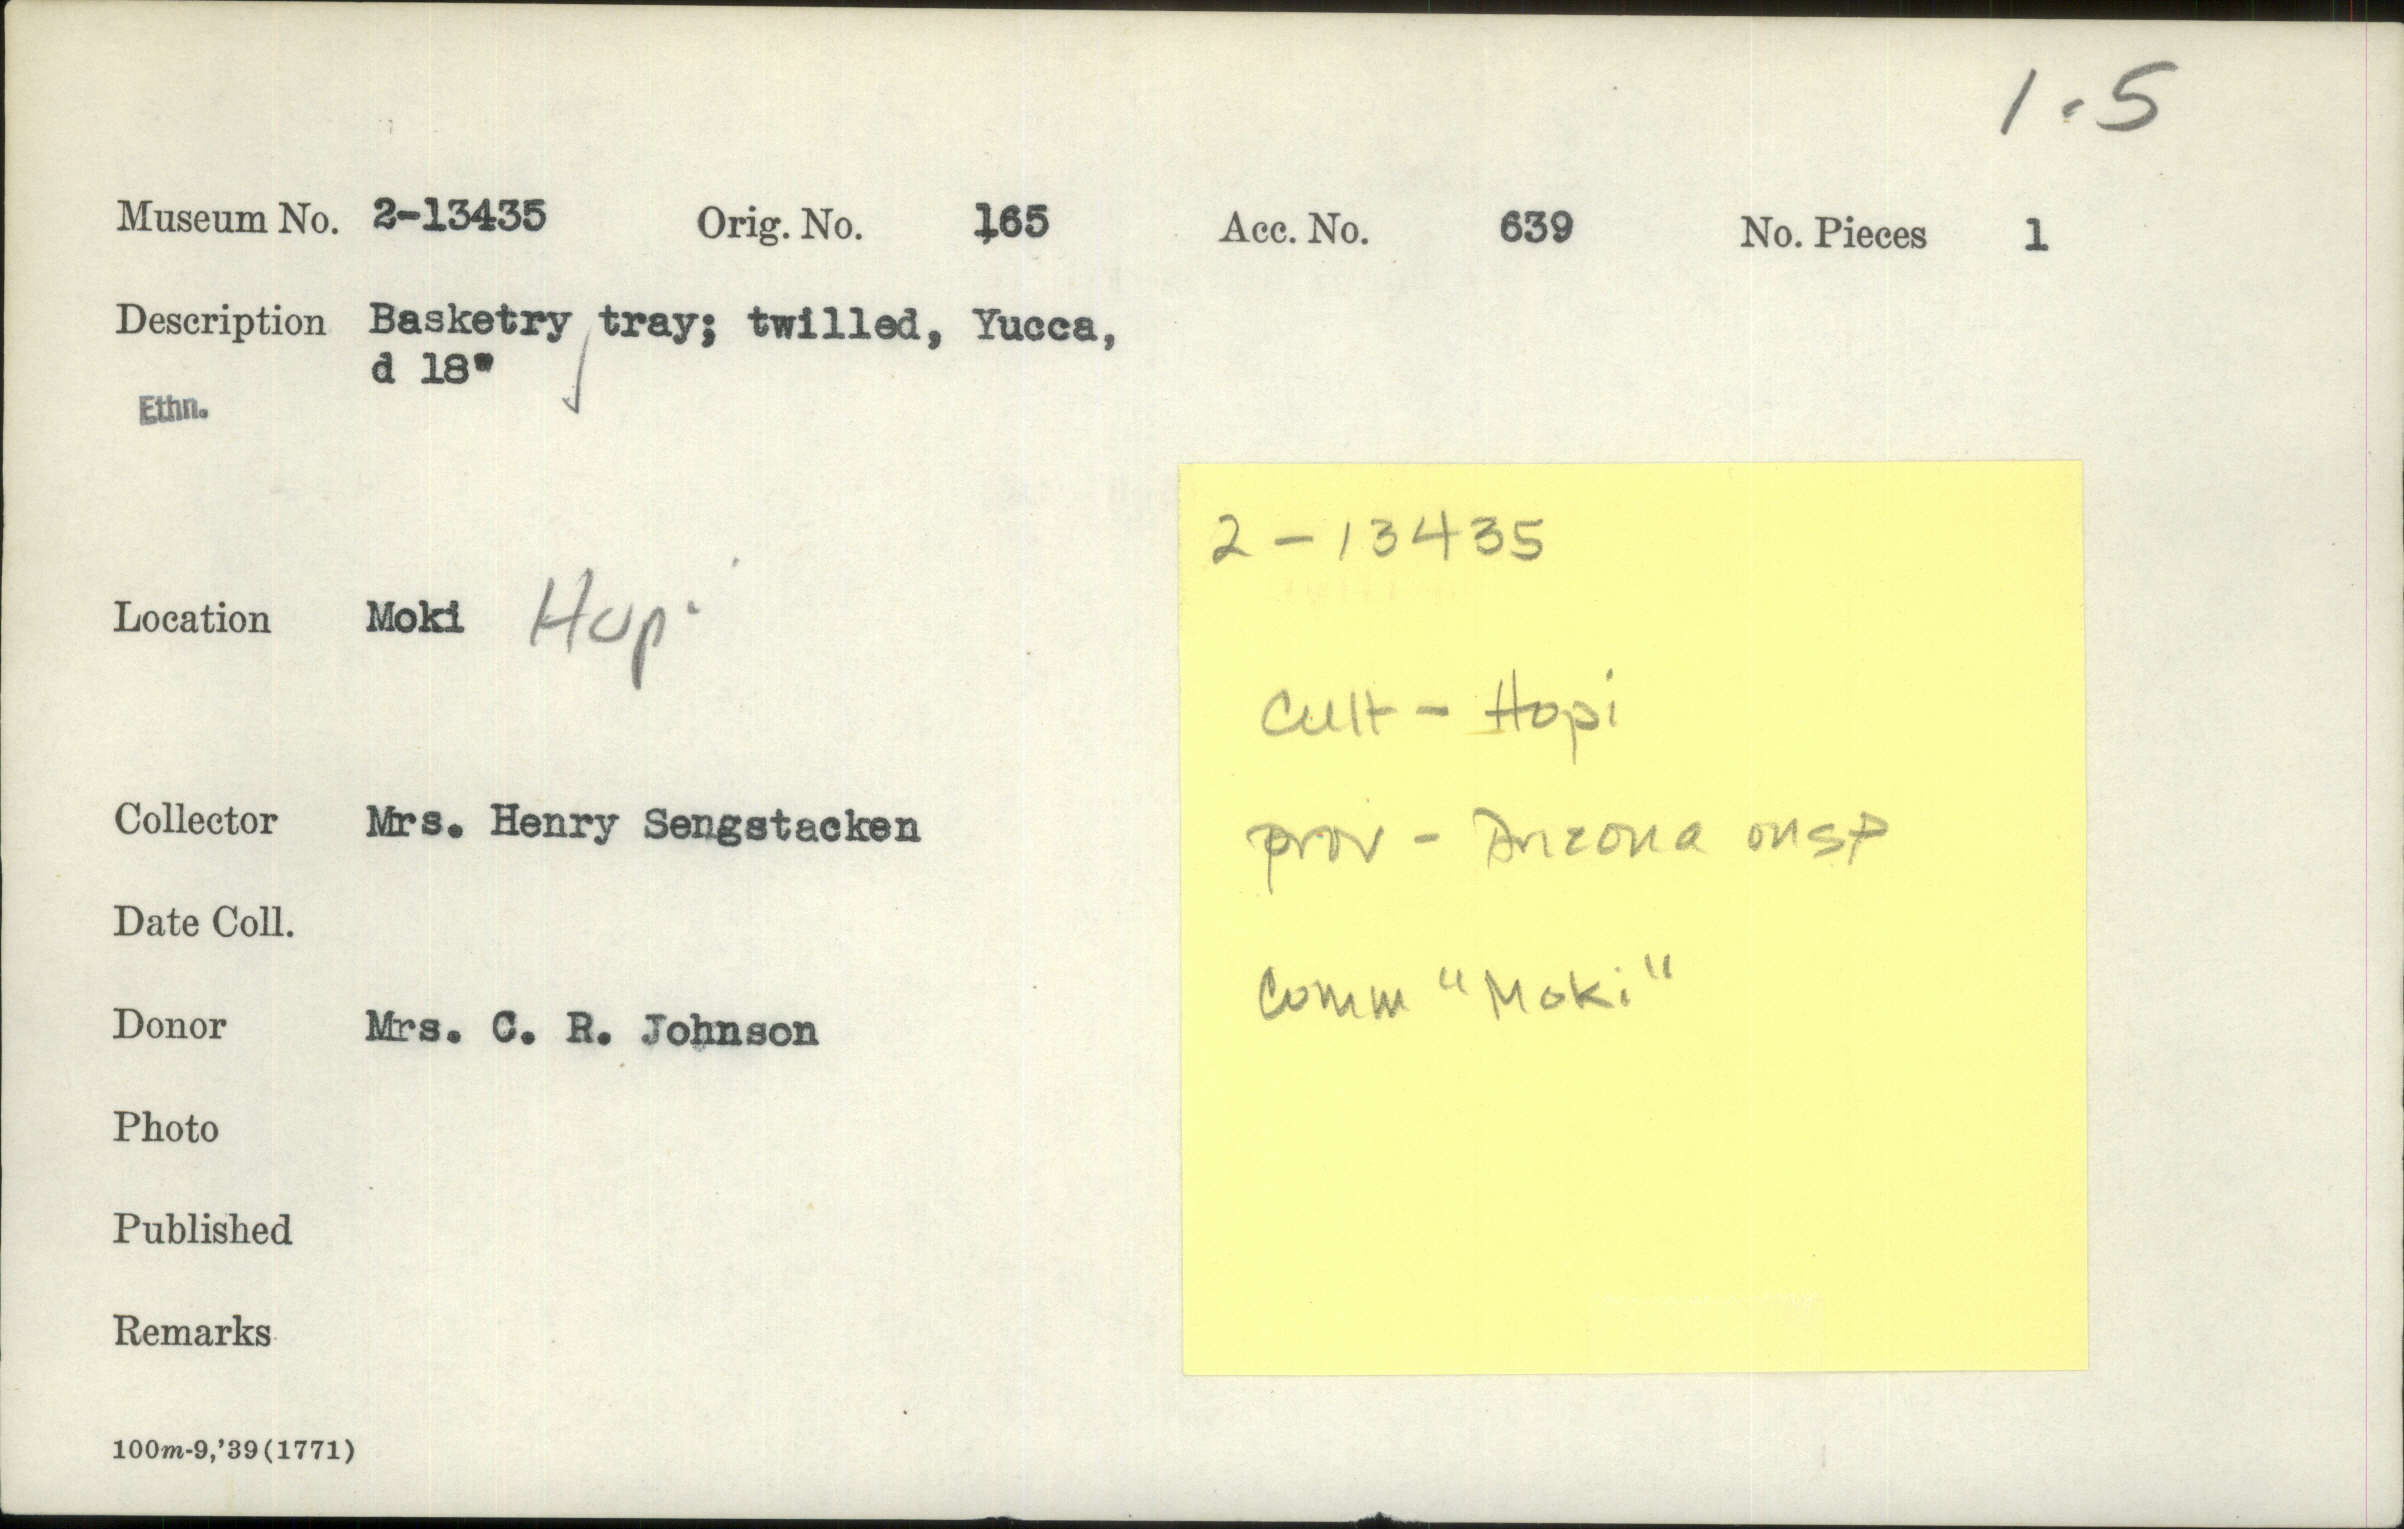 1-5
Museum No. 2-13435 Orig. No. 165 Acc. No. 639 No. Pieces 1
Description Basketry tray; twilled, Yucca,
d 18"
Ethn.
2-13435
Location Moki Hopi
Cult - Hopi
Collector Mrs. Henry Sengstacken
prov - Arizona unsp
Date Coll.
Comm "Moki"
Donor Mrs. C. R. Johnson
Photo
Published
Remarks
100m-9,'39(1771)